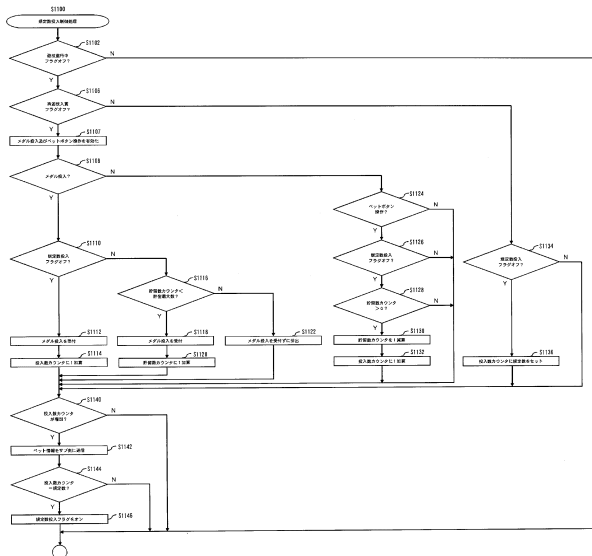 S1100
規定数投入制御処理
S1102
遊技進行中
フラグオフ?
N
Y
S1105
再遊技入賞
フラグオフ?
N
Y
S1107
メダル投入及びベットボタン操作を有効化
S1108
メダル投入?
N
Y
S1124
ベットボタン
操作?
N
Y
S1110
規定数投入
フラグオフ?
N
Y
S1126
規定数投入
フラグオフ?
N
Y
S1134
規定数投入
フラグオフ?
N
Y
S1116
貯留数カウンタ<
貯留最大数?
N
Y
S1128
貯留数カウンタ
>0?
N
Y
S1112
メダル投入を受付
S1118
メダル投入を受付
S1122
メダル投入を受付ずに放出
S1130
貯留数カウンタを1減算
S1114
投入数カウンタに1加算
S1120
貯留数カウンタに1加算
S1132
投入数カウンタに1加算
S1136
投入数カウンタに規定数をセット
S1140
投入数カウンタ
が増加?
N
Y
S1142
ベット情報をサブ側に送信
S1144
投入数カウンタ
=規定数?
N
Y
S1146
規定数投入フラグをオン